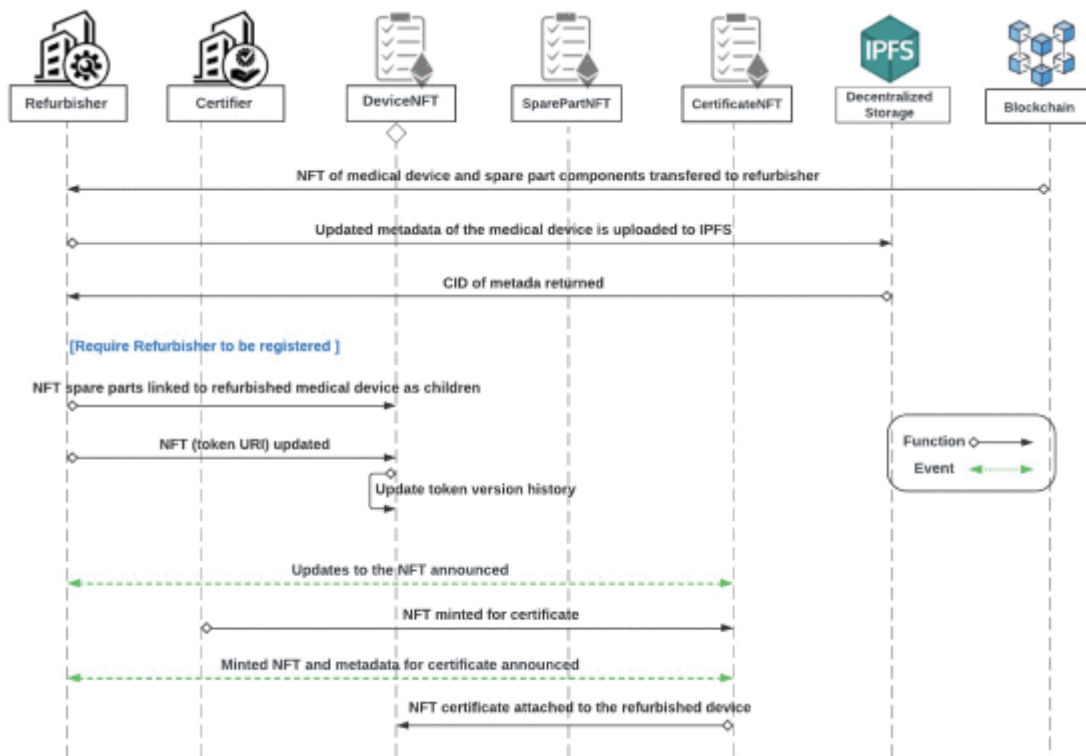 IPFS
Refurbisher
Certifier
DeviceNFT
SparePartNFT
CertificateNFT
Decentralized
Storage
Blockchain
NFT of medical device and spare part components transfered to refurbisher
Updated metadata of the medical device is uploaded to IPFS
CID of metada returned
[Require Refurbisher to be registered ]
NFT spare parts linked to refurbished medical device as children
Function
NFT (token URI) updated
Event
Update token version history
Updates to the NFT announced
NFT minted for certificate
Minted NFT and metadata for certificate announced
NFT certificate attached to the refurbished device